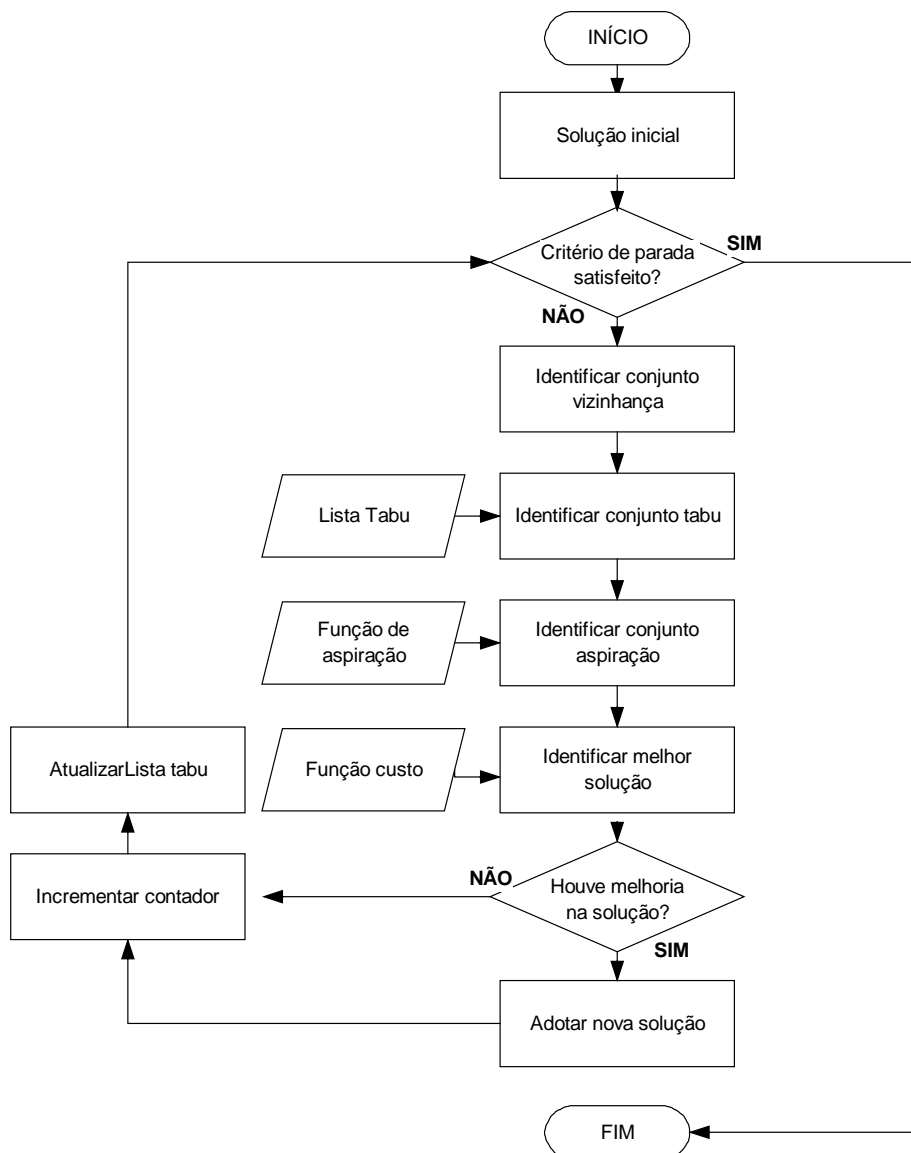 INÍCIO
Solução inicial
Critério de parada
satisfeito?
SIM
NÃO
Identificar conjunto
vizinhança
Lista Tabu
Identificar conjunto tabu
Função de
aspiração
Identificar conjunto
aspiração
AtualizarLista tabu
Função custo
Identificar melhor
solução
Incrementar contador
NÃO
Houve melhoria
na solução?
SIM
Adotar nova solução
FIM